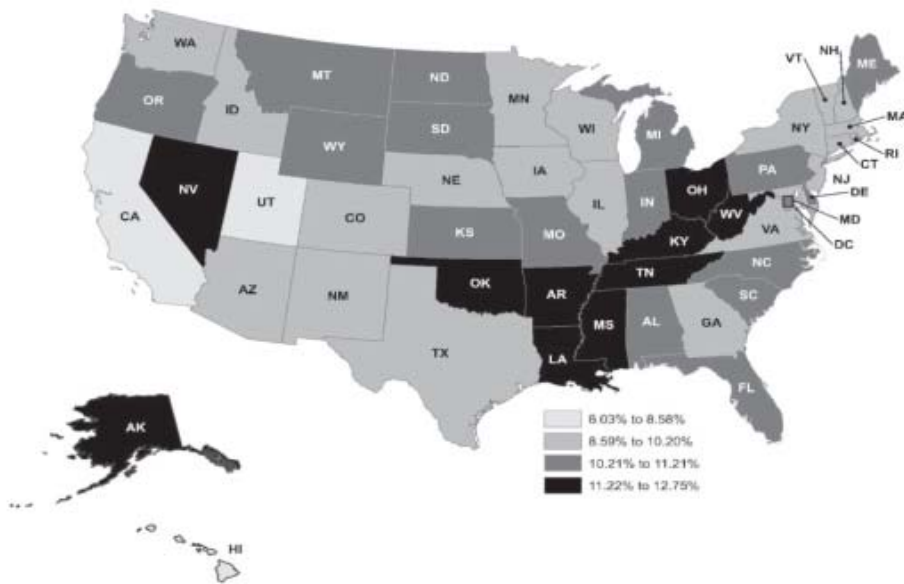 WA
MT
ND
MN
VT
NH
ME
OR
ID
WY
SD
WI
MI
NY
MA
RI
CT
NV
UT
CA
CO
NE
IA
IL
IN
OH
PA
NJ
DE
MD
DC
WV
VA
KS
MO
KY
TN
NC
SC
AZ
NM
OK
AR
MS
AL
GA
TX
LA
FL
AK
HI
6.03% to 8.58%
8.59% to 10.20%
10.21% to 11.21%
11.22% to 12.75%